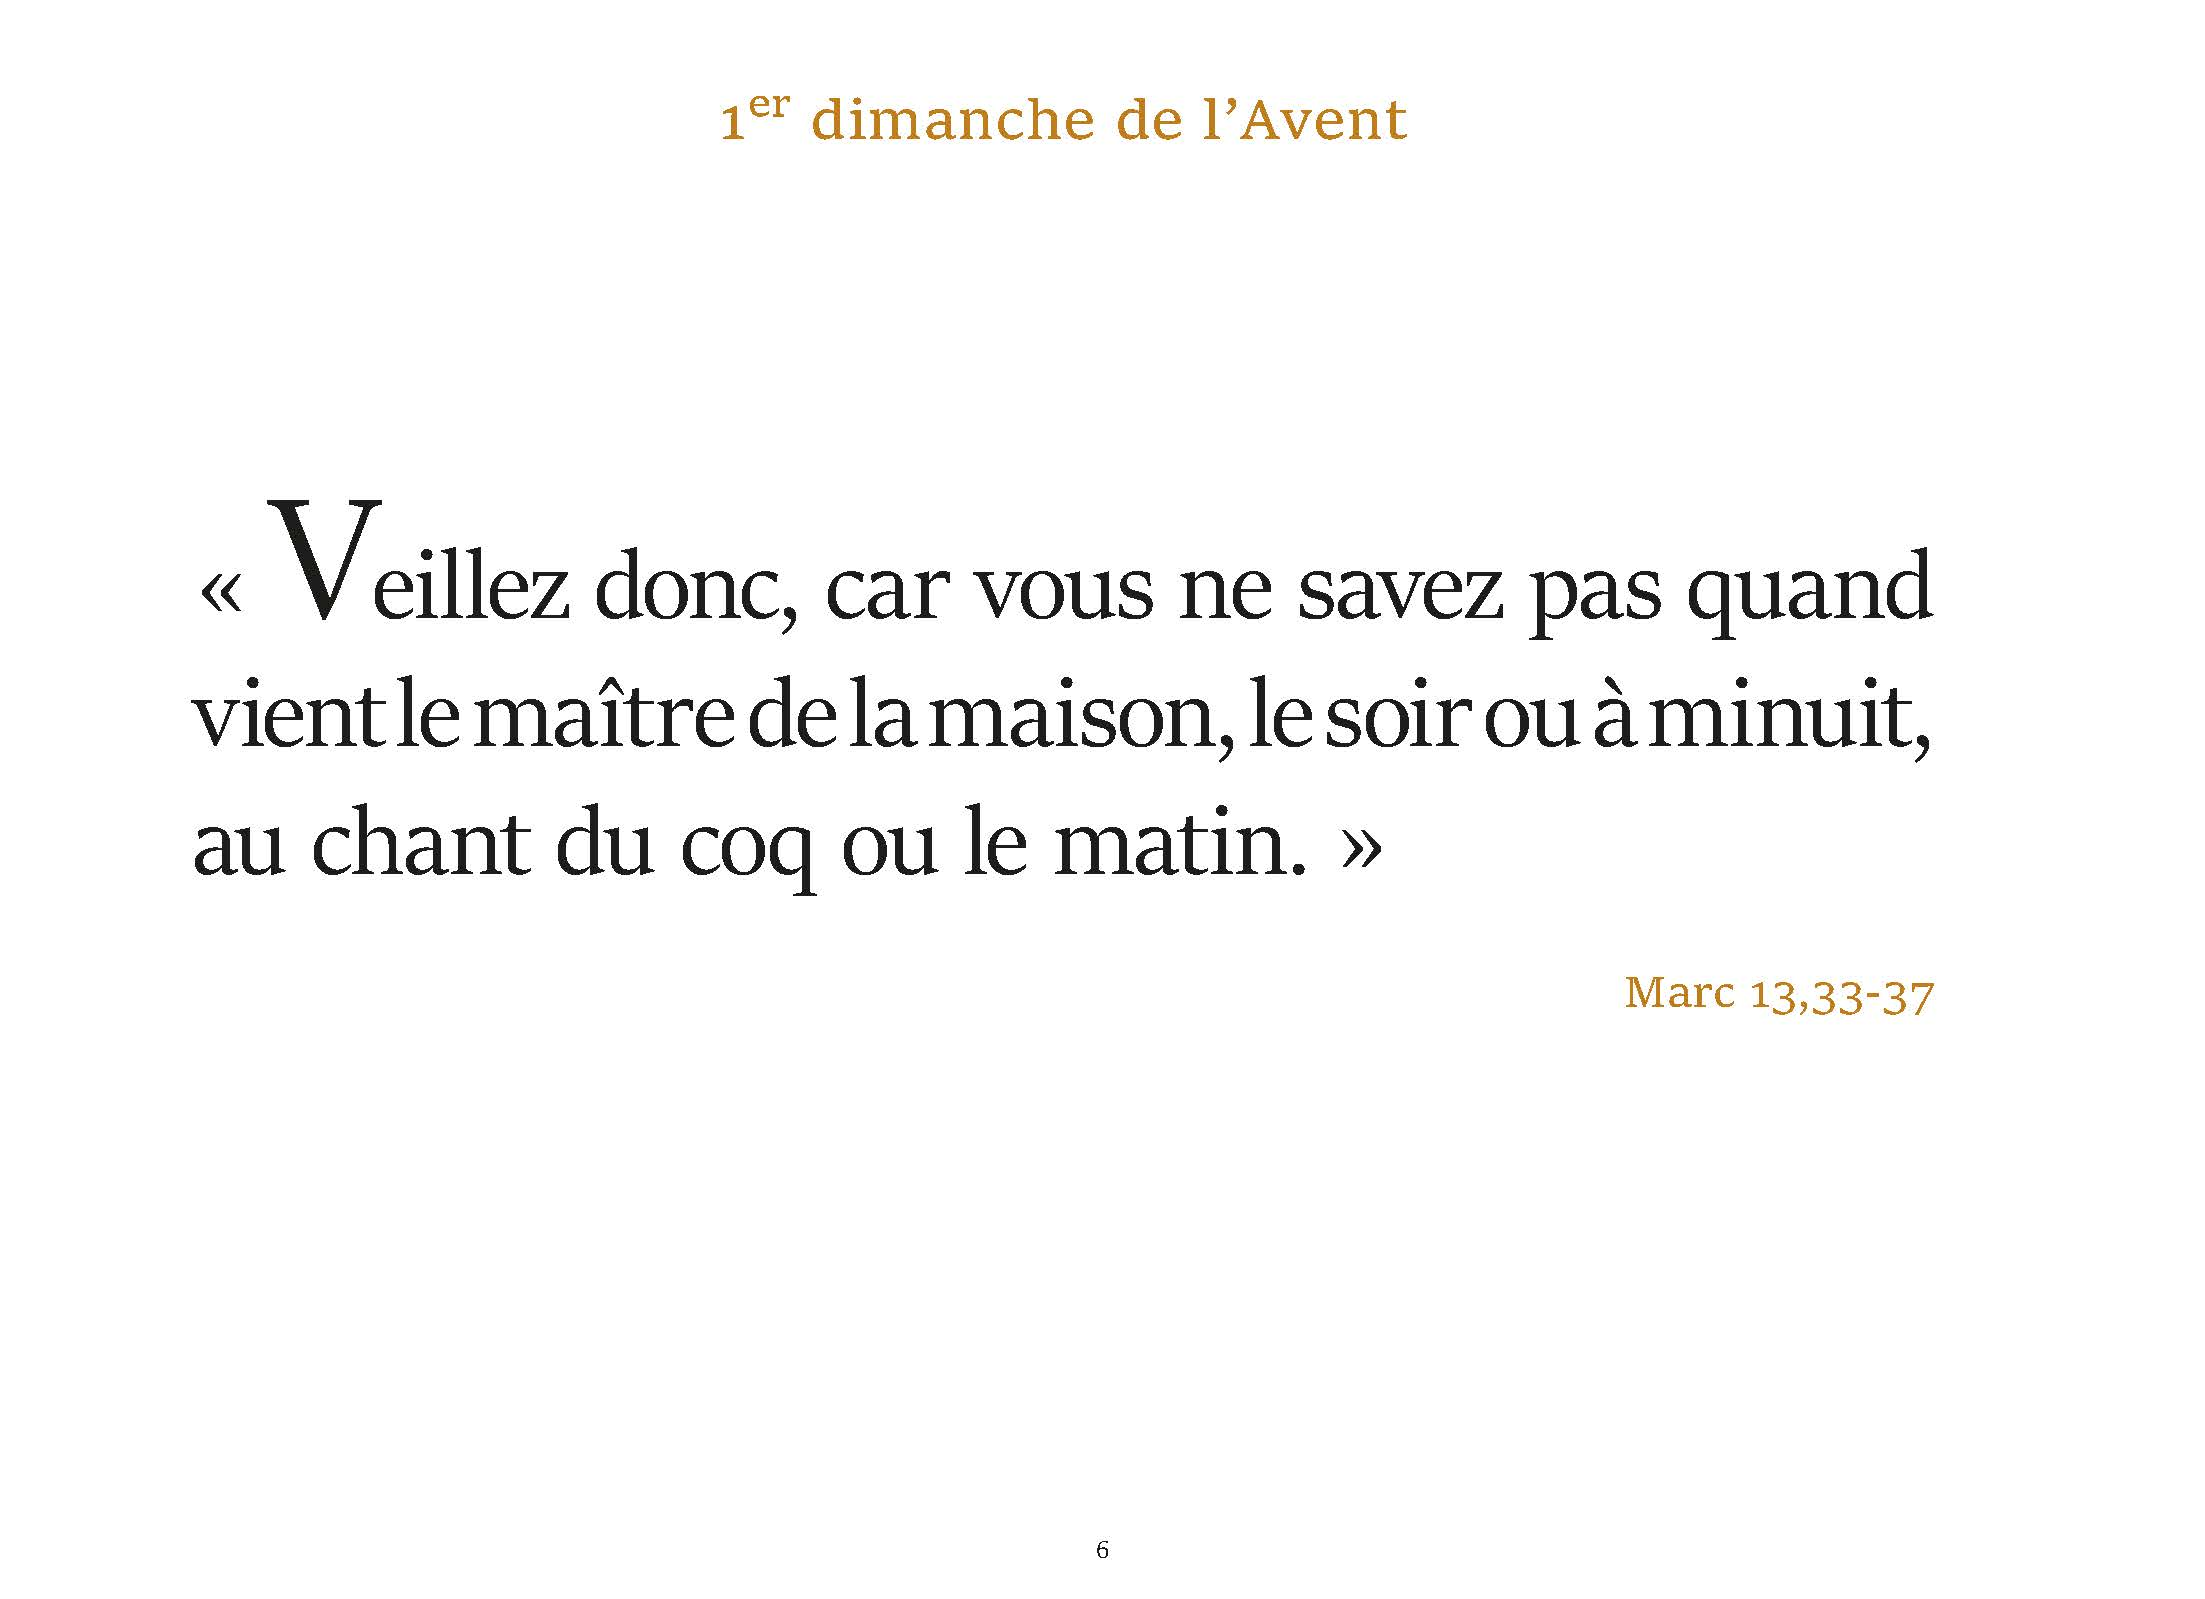 1er dimanche de l’Avent
« Veillez donc, car vous ne savez pas quand
vient le maître de la maison, le soir ou à minuit,
au chant du coq ou le matin. »
Marc 13,33-37
6